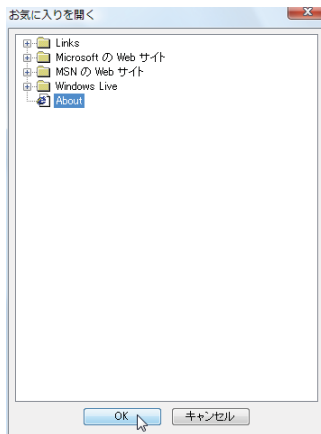 お気に入りを開く
Links
Microsoft の Web サイト
MSN の Web サイト
Windows Live
About
OK
キャンセル